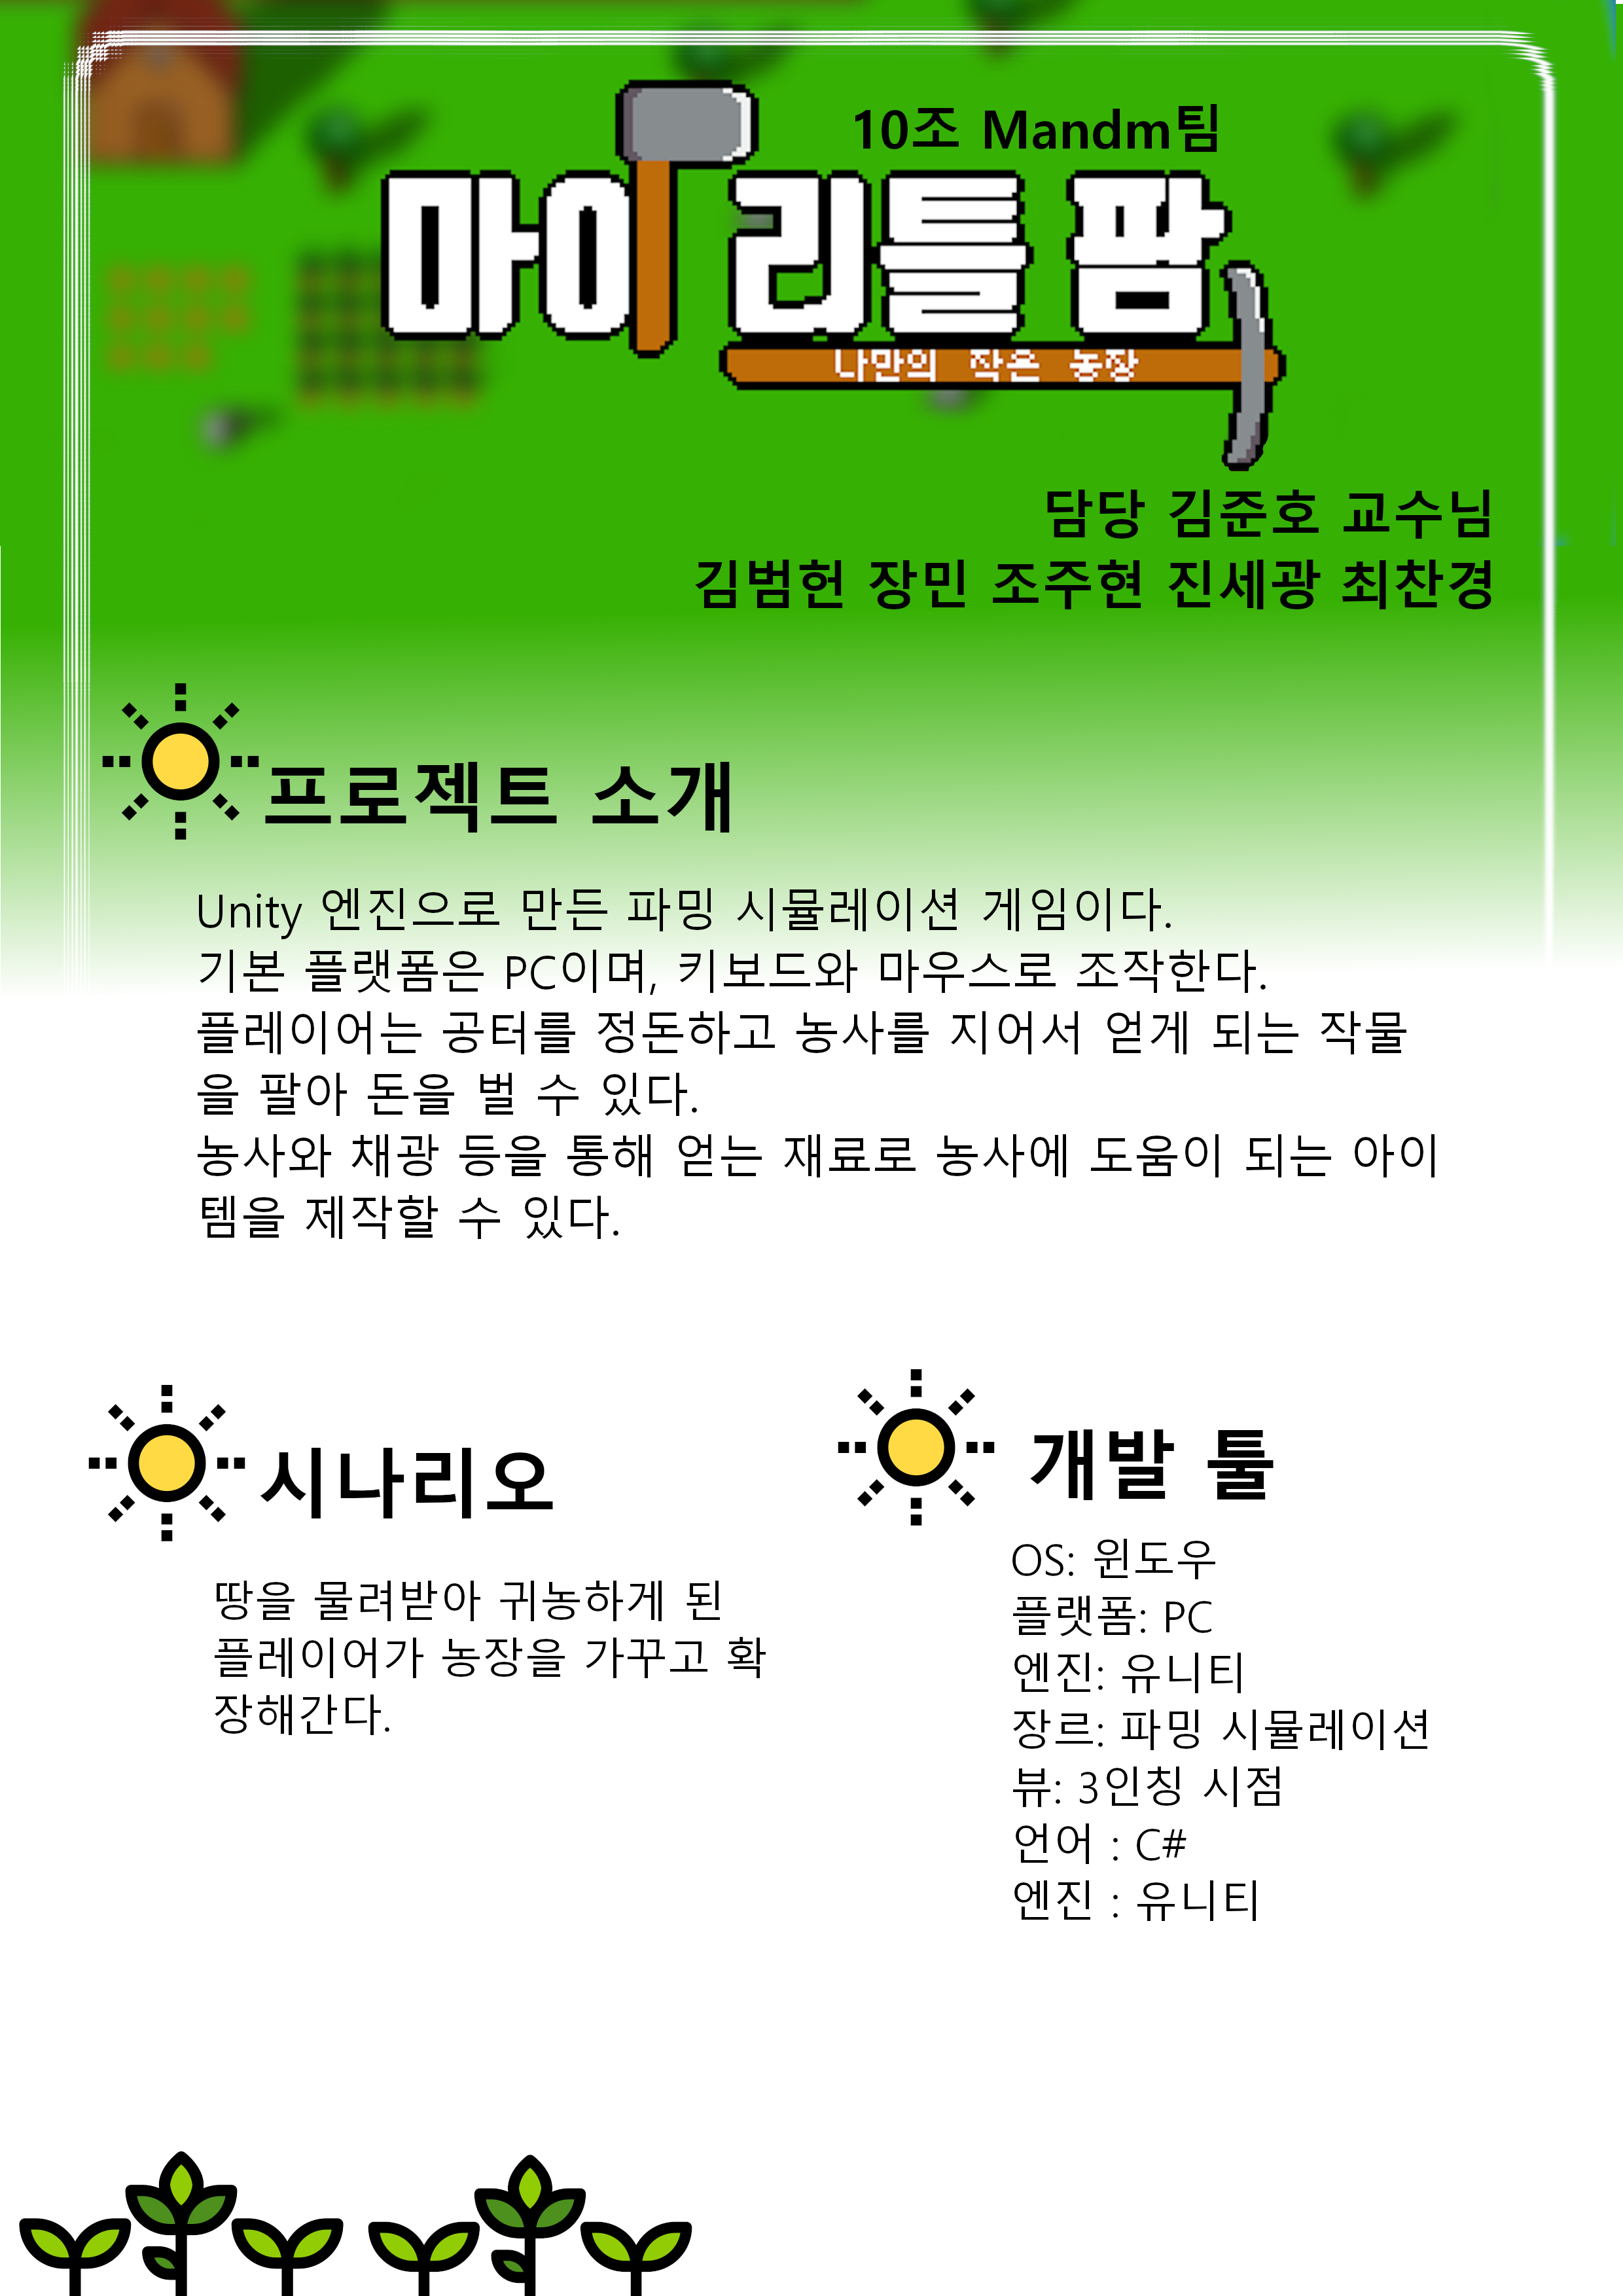 10조 Mandm팀
마이 리틀 팜
나만의 작은 농장
담당 김준호 교수님
김범헌 장민 조주현 진세광 최찬경
프로젝트 소개
Unity 엔진으로 만든 파밍 시뮬레이션 게임이다.
기본 플랫폼은 PC이며, 키보드와 마우스로 조작한다.
플레이어는 공터를 정돈하고 농사를 지어서 얻게 되는 작물
을 팔아 돈을 벌 수 있다.
농사와 채광 등을 통해 얻는 재료로 농사에 도움이 되는 아이
템을 제작할 수 있다.
시나리오
땅을 물려받아 귀농하게 된
플레이어가 농장을 가꾸고 확
장해간다.
개발 툴
OS: 윈도우
플랫폼: PC
엔진: 유니티
장르: 파밍 시뮬레이션
뷰: 3인칭 시점
언어 : C#
엔진 : 유니티